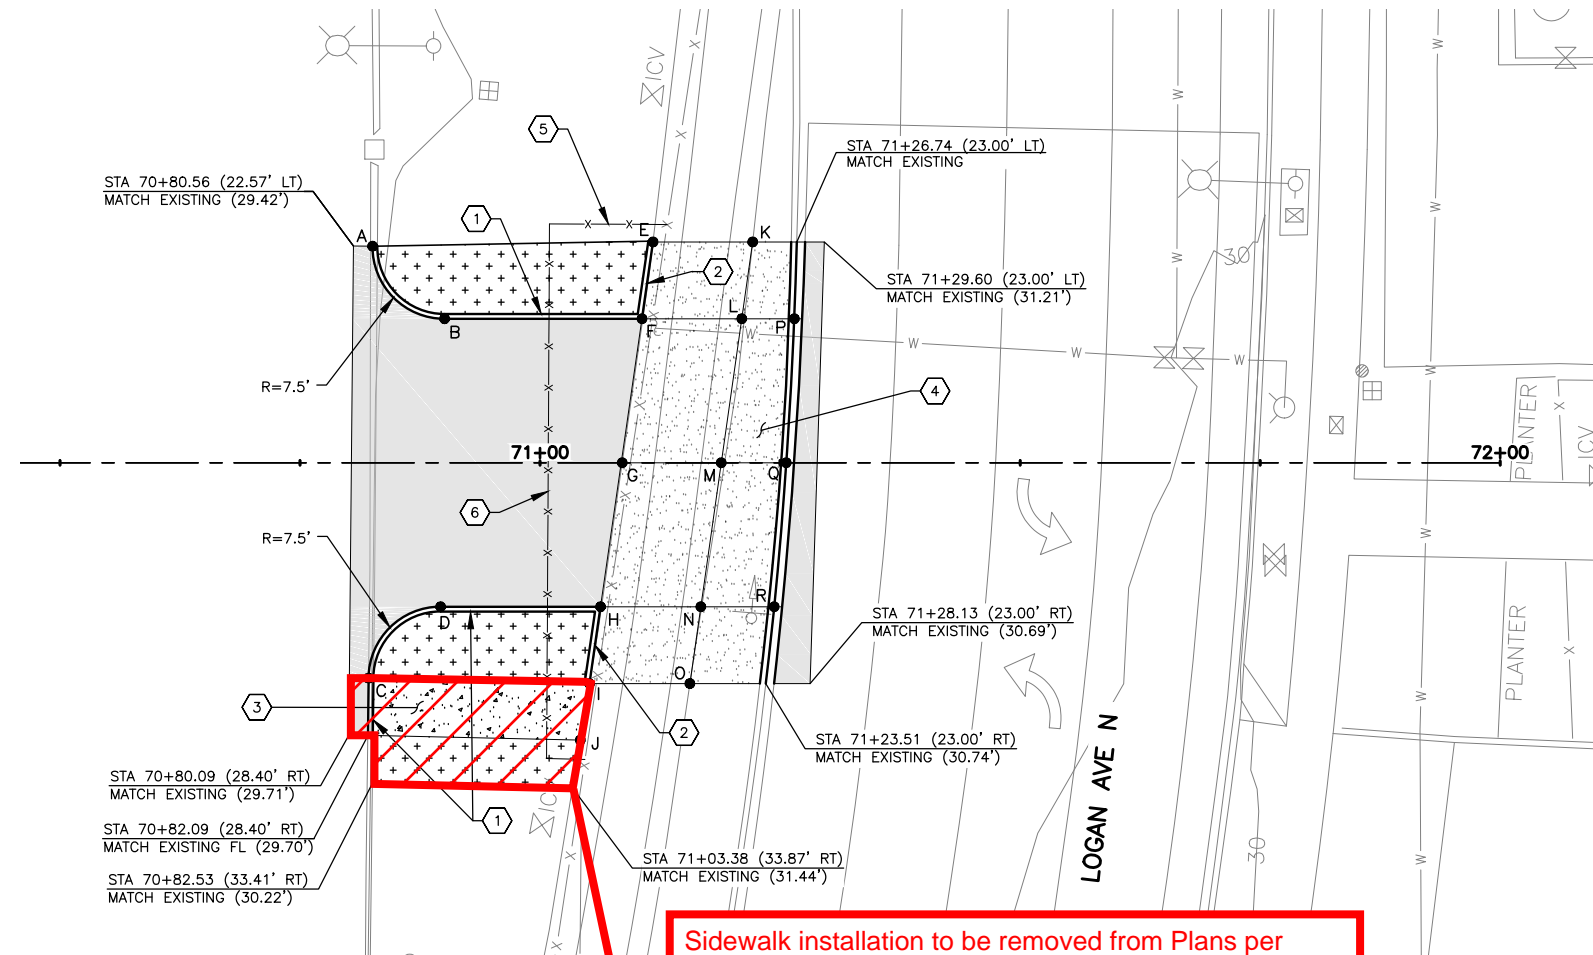 ICV
5
STA 71+26.74 (23.00' LT)
MATCH EXISTING
STA 70+80.56 (22.57' LT)
MATCH EXISTING (29.42')
1
A
E
K
2
30
STA 71+29.60 (23.00' LT)
MATCH EXISTING (31.21')
B
F
L
P
R=7.5'
4
PLANTER
ICV
71+00
72+00
G
M
Q
6
R=7.5'
D
H
N
R
STA 71+28.13 (23.00' RT)
MATCH EXISTING (30.69')
PLANTER
C
I
O
3
2
J
STA 71+23.51 (23.00' RT)
MATCH EXISTING (30.74')
LOGAN AVE N
STA 70+80.09 (28.40' RT)
MATCH EXISTING (29.71')
1
STA 70+82.09 (28.40' RT)
MATCH EXISTING FL (29.70')
STA 71+03.38 (33.87' RT)
MATCH EXISTING (31.44')
30
STA 70+82.53 (33.41' RT)
MATCH EXISTING (30.22')
Sidewalk installation to be removed from Plans per